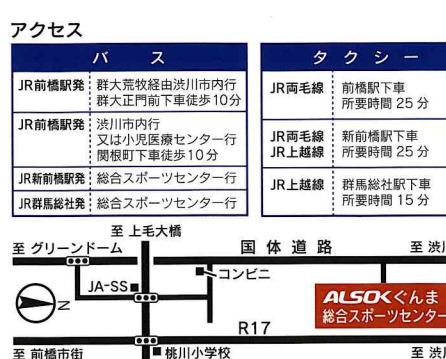 アクセス
バス
JR前橋駅発 群大荒牧経由渋川市内行
群大正門前下車徒歩10分
JR前橋駅発 渋川市内行
又は小児医療センター行
関根町下車徒歩10分
JR新前橋駅発 総合スポーツセンター行
JR群馬総社発 総合スポーツセンター行
タクシー
JR両毛線 前橋駅下車
所要時間 25 分
JR両毛線 新前橋駅下車
JR上越線 所要時間 25 分
JR上越線 群馬総社駅下車
所要時間 15 分
至 上毛大橋
至 グリーンドーム
国体道路
至 渋川
コンビニ
JA-SS
N
ALSOKぐんま
総合スポーツセンター
R17
至 前橋市街
桃川小学校
至 渋